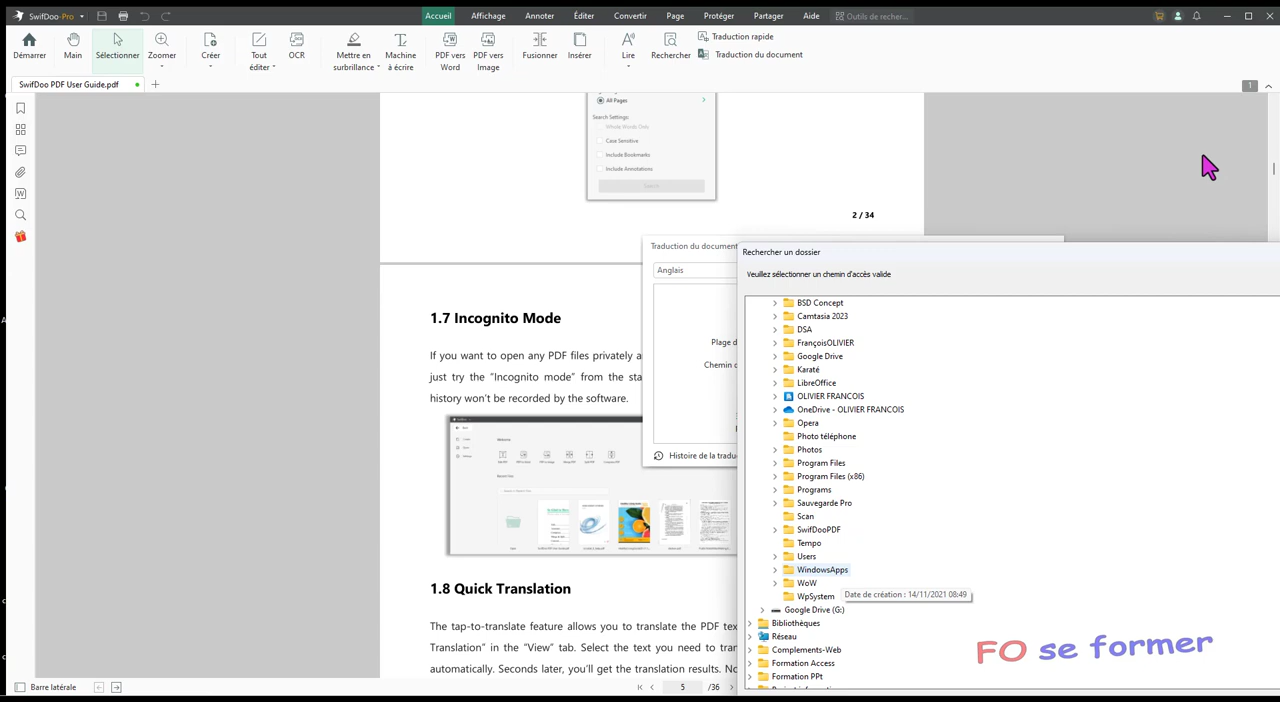 SwifDoo-Pro
Accueil Affichage Annoter Éditer Convertir Page Protéger Partager Aide Outils de recher...
Démarrer Main Sélectionner Zoomer Créer Tout éditer OCR Mettre en surbrillance Machine à écrire PDF vers Word PDF vers Image Fusionner Insérer Lire Rechercher
Traduction rapide
Traduction du document
SwifDoo PDF User Guide.pdf
1
All Pages
Search Settings:
Whole Words Only
Case Sensitive
Include Bookmarks
Include Annotations
Search
2 / 34
Traduction du document
Anglais
Plage d
Chemin d
Histoire de la tradu
1.7 Incognito Mode
If you want to open any PDF files privately a
just try the “Incognito mode” from the sta
history won’t be recorded by the software.
1.8 Quick Translation
The tap-to-translate feature allows you to translate the PDF tex
Translation” in the “View” tab. Select the text you need to tran
automatically. Seconds later, you’ll get the translation results. No
Rechercher un dossier
Veuillez sélectionner un chemin d'accès valide
BSD Concept
Camtasia 2023
DSA
FrançoisOLIVIER
Google Drive
Karaté
LibreOffice
OLIVIER FRANCOIS
OneDrive - OLIVIER FRANCOIS
Opera
Photo téléphone
Photos
Program Files
Program Files (x86)
Programs
Sauvegarde Pro
Scan
SwifDooPDF
Tempo
Users
WindowsApps
WoW
WpSystem
Date de création : 14/11/2021 08:49
Google Drive (G:)
Bibliothèques
Réseau
Complements-Web
Formation Access
Formation PPt
FO se former
Barre latérale
5 /36